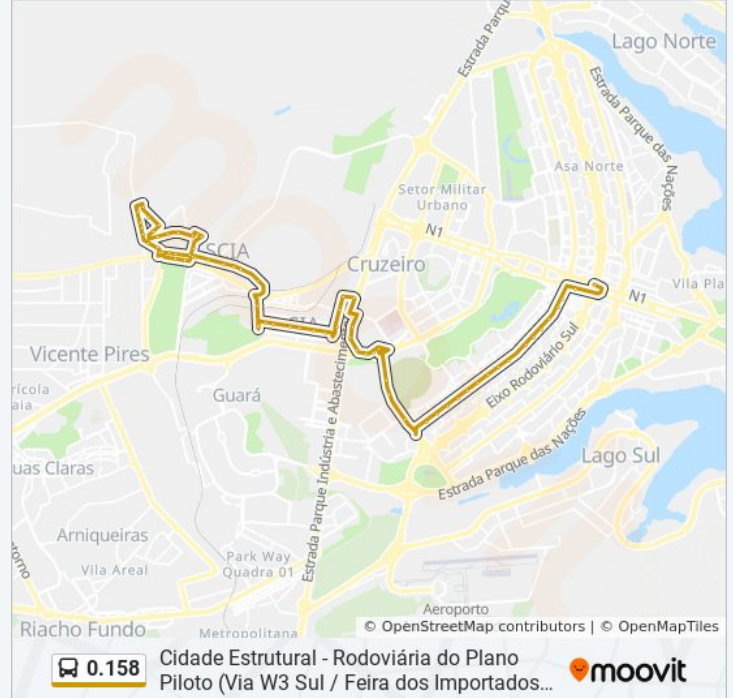 Lago Norte
Estrada Parque
Estrada Parque das Nações
Asa Norte
Setor Militar
Urbano
N1
SCIA
Cruzeiro
Vila Pla
N1
SIA
Vicente Pires
Eixo Rodoviário Sul
Guará
Estrada Parque Indústria e Abastecimento
Estrada Parque das Nações
Lago Sul
Arniqueiras
Vila Areal
Park Way
Quadra 01
Aeroporto
Riacho Fundo
Metropolitana
© OpenStreetMap contributors | © OpenMapTiles
0.158
Cidade Estrutural - Rodoviária do Plano
Piloto (Via W3 Sul / Feira dos Importados...
moovit